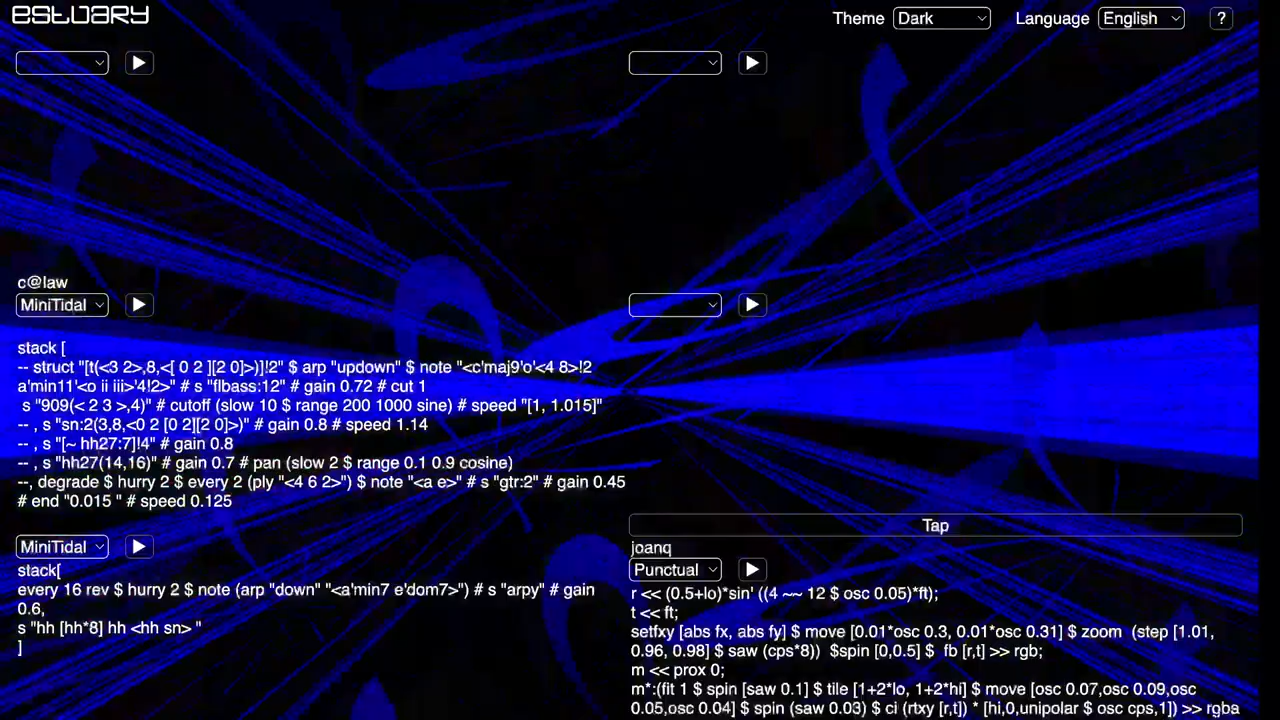 estuary
Theme Dark Language English ?
c@law
MiniTidal
stack [
-- struct "[t(<3 2>,8,<[ 0 2 ][2 0]>)]!2" $ arp "updown" $ note "<c'maj9'o'<4 8>!2
a'min11'<o ii iii>'4!2>" # s "flbass:12" # gain 0.72 # cut 1
s "909(< 2 3 >,4)" # cutoff (slow 10 $ range 200 1000 sine) # speed "[1, 1.015]"
-- , s "sn:2(3,8,<0 2 [0 2][2 0]>)" # gain 0.8 # speed 1.14
-- , s "[~ hh27:7]!4" # gain 0.8
-- , s "hh27(14,16)" # gain 0.7 # pan (slow 2 $ range 0.1 0.9 cosine)
--, degrade $ hurry 2 $ every 2 (ply "<4 6 2>") $ note "<a e>" # s "gtr:2" # gain 0.45
# end "0.015 " # speed 0.125
MiniTidal
stack[
every 16 rev $ hurry 2 $ note (arp "down" "<a'min7 e'dom7>") # s "arpy" # gain
0.6,
s "hh [hh*8] hh <hh sn> "
]
Tap
joanq
Punctual
r << (0.5+lo)*sin' ((4 ~~ 12 $ osc 0.05)*ft);
t << ft;
setfxy [abs fx, abs fy] $ move [0.01*osc 0.3, 0.01*osc 0.31] $ zoom (step [1.01,
0.96, 0.98] $ saw (cps*8)) $spin [0,0.5] $ fb [r,t] >> rgb;
m << prox 0;
m*:(fit 1 $ spin [saw 0.1] $ tile [1+2*lo, 1+2*hi] $ move [osc 0.07,osc 0.09,osc
0.05,osc 0.04] $ spin (saw 0.03) $ ci (rtxy [r,t]) * [hi,0,unipolar $ osc cps,1]) >> rgba